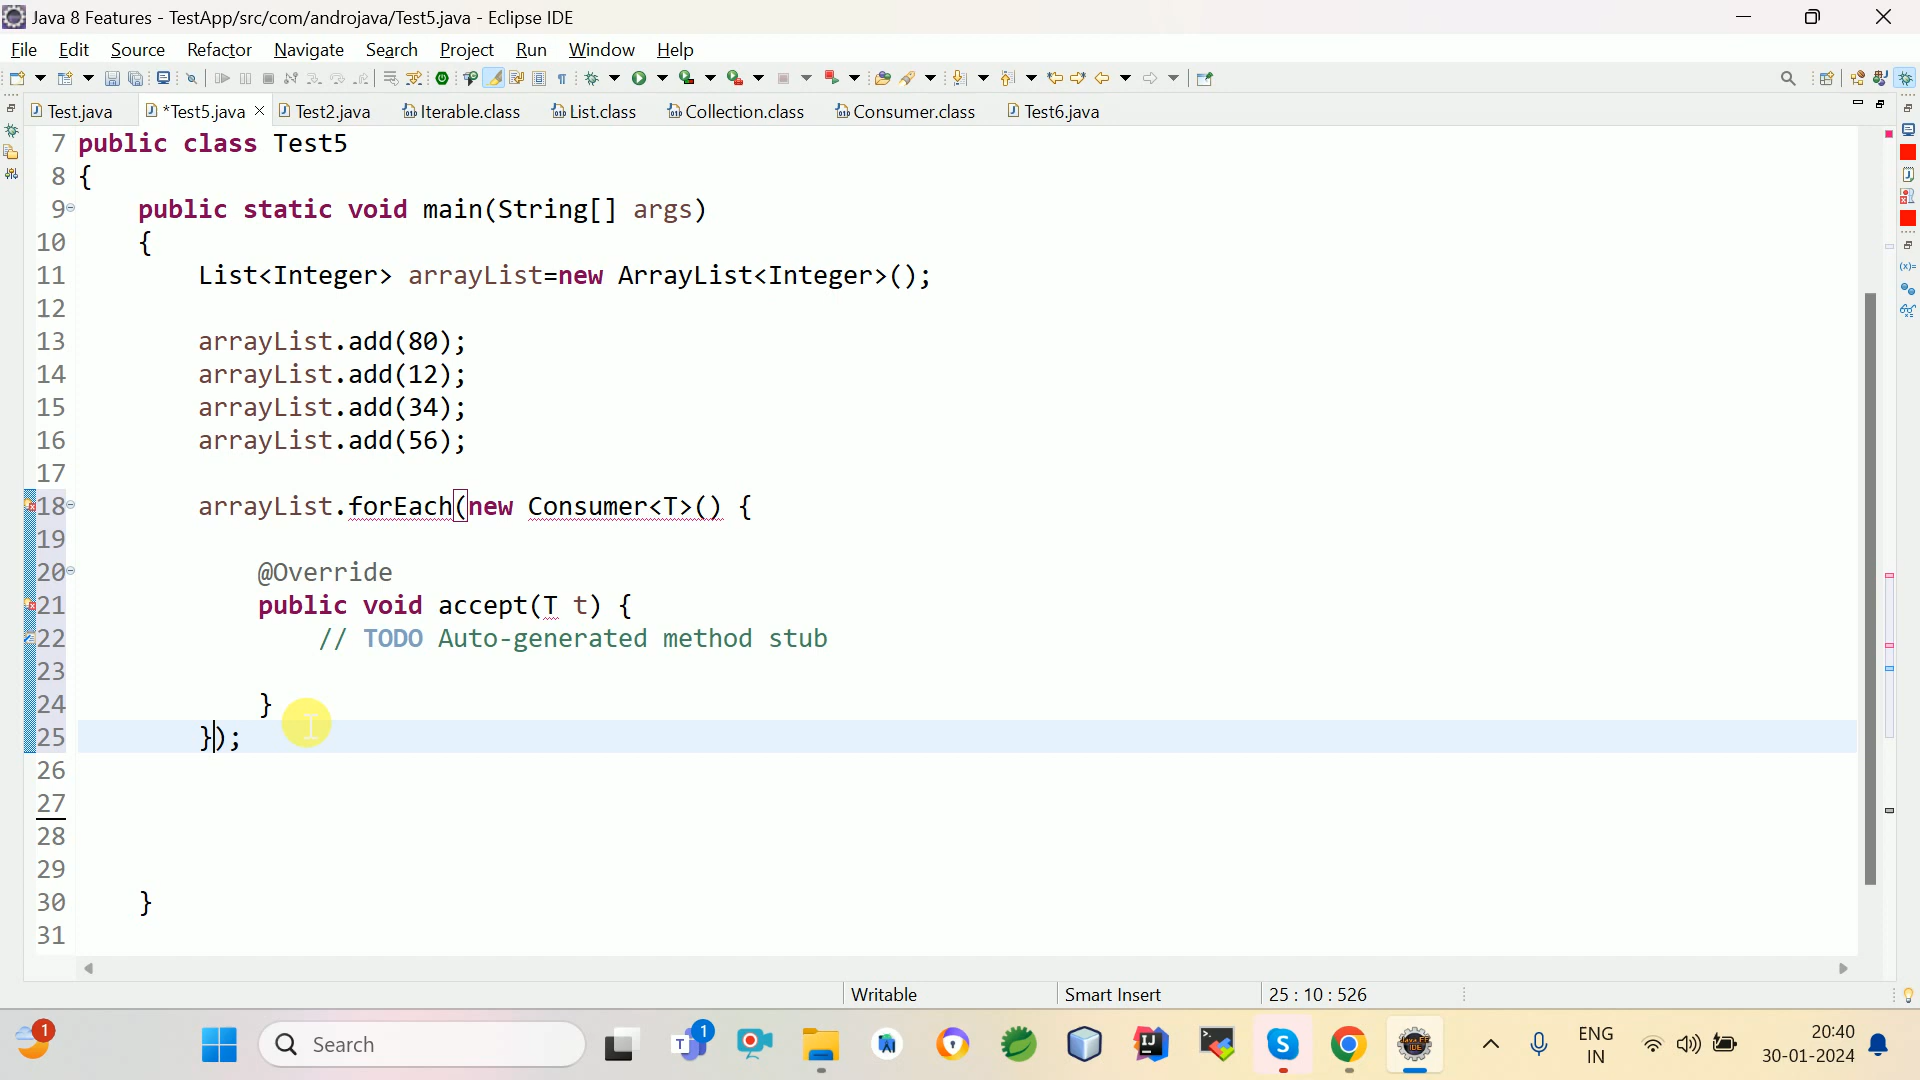 Java 8 Features - TestApp/src/com/androjava/Test5.java - Eclipse IDE
File Edit Source Refactor Navigate Search Project Run Window Help
Test.java *Test5.java Test2.java Iterable.class List.class Collection.class Consumer.class Test6.java
7 public class Test5
8 {
9 public static void main(String[] args)
10 {
11 List<Integer> arrayList=new ArrayList<Integer>();
12
13 arrayList.add(80);
14 arrayList.add(12);
15 arrayList.add(34);
16 arrayList.add(56);
17
18 arrayList.forEach(new Consumer<T>() {
19
20 @Override
21 public void accept(T t) {
22 // TODO Auto-generated method stub
23
24 }
25 });
26
27
28
29
30 }
31
Writable Smart Insert 25 : 10 : 526
1 Search 1 ENG 20:40
IN 30-01-2024